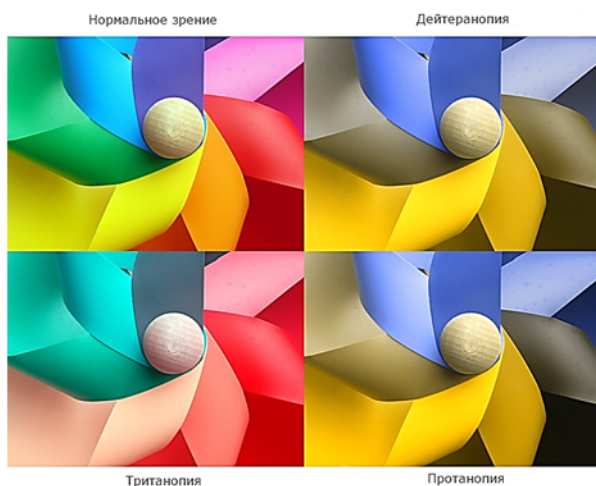 Нормальное зрение
Дейтеранопия
Тританопия
Протанопия